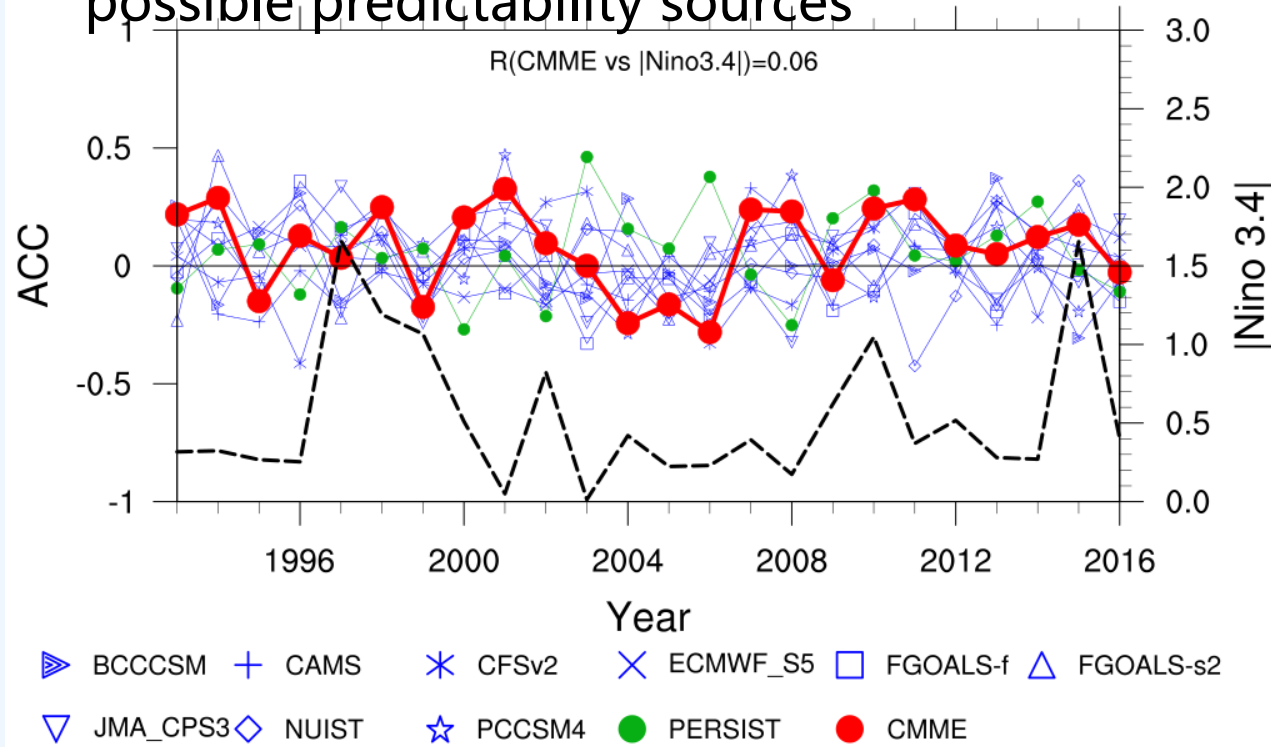 possible predictability sources
R(CMME vs |Nino3.4|)=0.06
1
0.5
0
-0.5
-1
ACC
3.0
2.5
2.0
1.5
1.0
0.5
0.0
|Nino 3.4|
1996 2000 2004 2008 2012 2016
Year
BCCCSM CAMS CFSv2 ECMWF_S5 FGOALS-f FGOALS-s2
JMA_CPS3 NUIST PCCSM4 PERSIST CMME